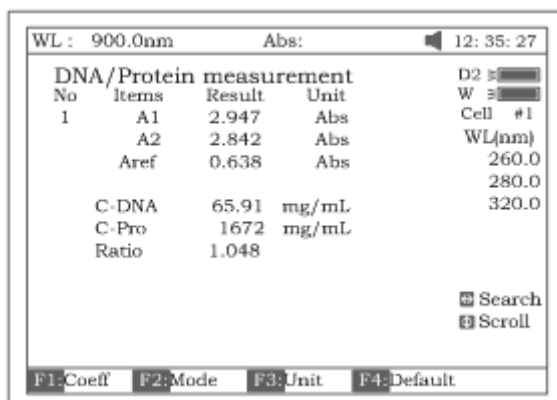 WL : 900.0nm Abs: 12: 35: 27
DNA/Protein measurement D2
No Items Result Unit W
1 A1 2.947 Abs Cell #1
A2 2.842 Abs WL(nm)
Aref 0.638 Abs 260.0
280.0
C-DNA 65.91 mg/mL 320.0
C-Pro 1672 mg/mL
Ratio 1.048
Search
Scroll
F1:Coeff F2:Mode F3:Unit F4:Default